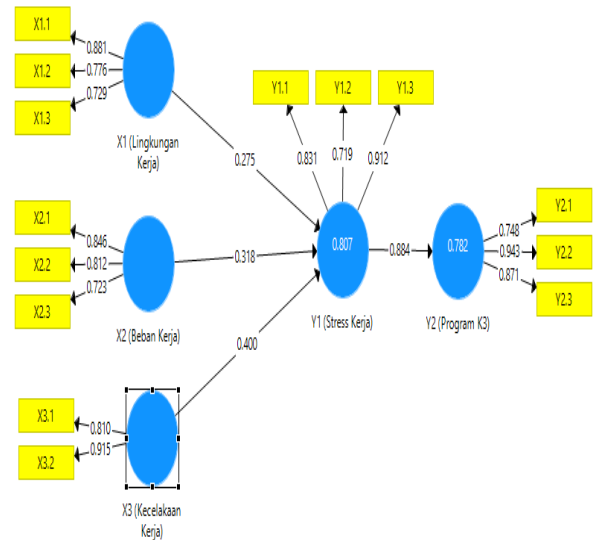 X1.1
0.881
X1.2
0.776
0.729
X1.3
X1 (Lingkungan
Kerja)
0.275
Y1.1
Y1.2
Y1.3
0.831
0.719
0.912
X2.1
0.846
X2.2
0.812
0.723
X2.3
X2 (Beban Kerja)
0.318
0.807
Y1 (Stress Kerja)
0.884
0.782
Y2 (Program K3)
Y2.1
0.748
0.943
Y2.2
0.871
Y2.3
0.400
X3.1
0.810
0.915
X3.2
X3 (Kecelakaan
Kerja)